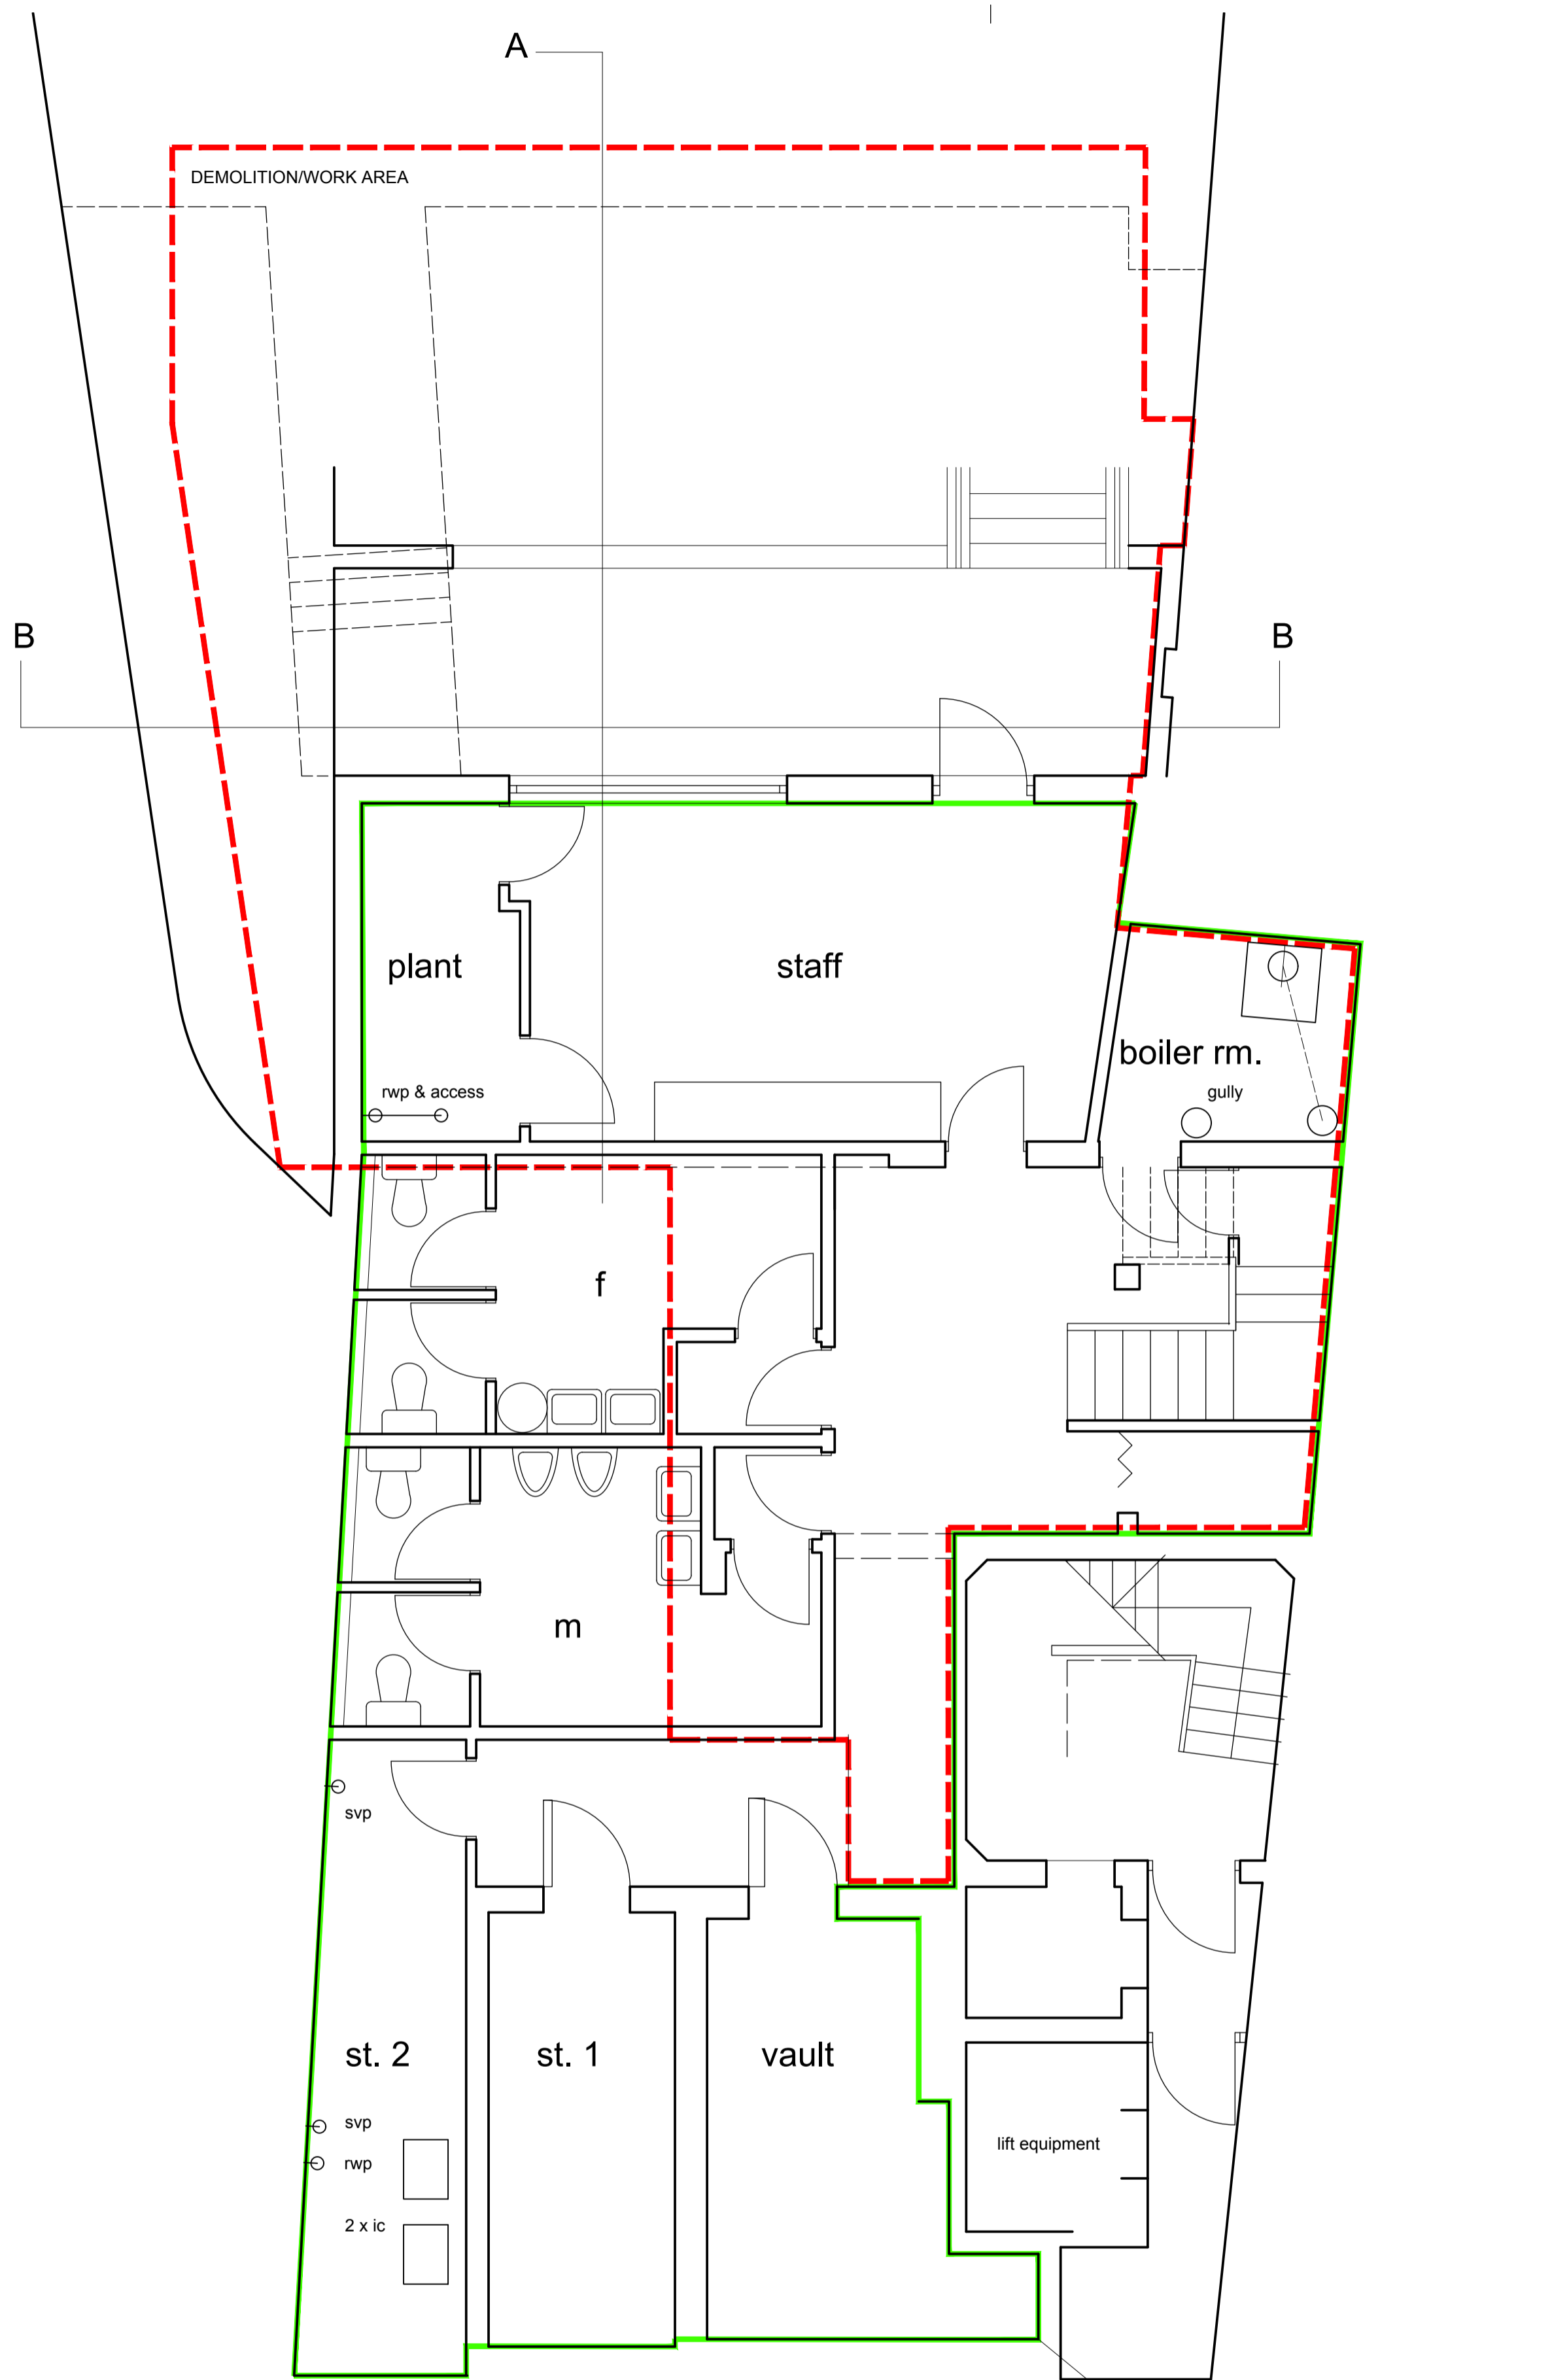 A
DEMOLITION/WORK AREA
B
B
plant
staff
boiler rm.
rwp & access
gully
f
m
svp
st. 2
st. 1
vault
svp
lift equipment
rwp
2 x ic